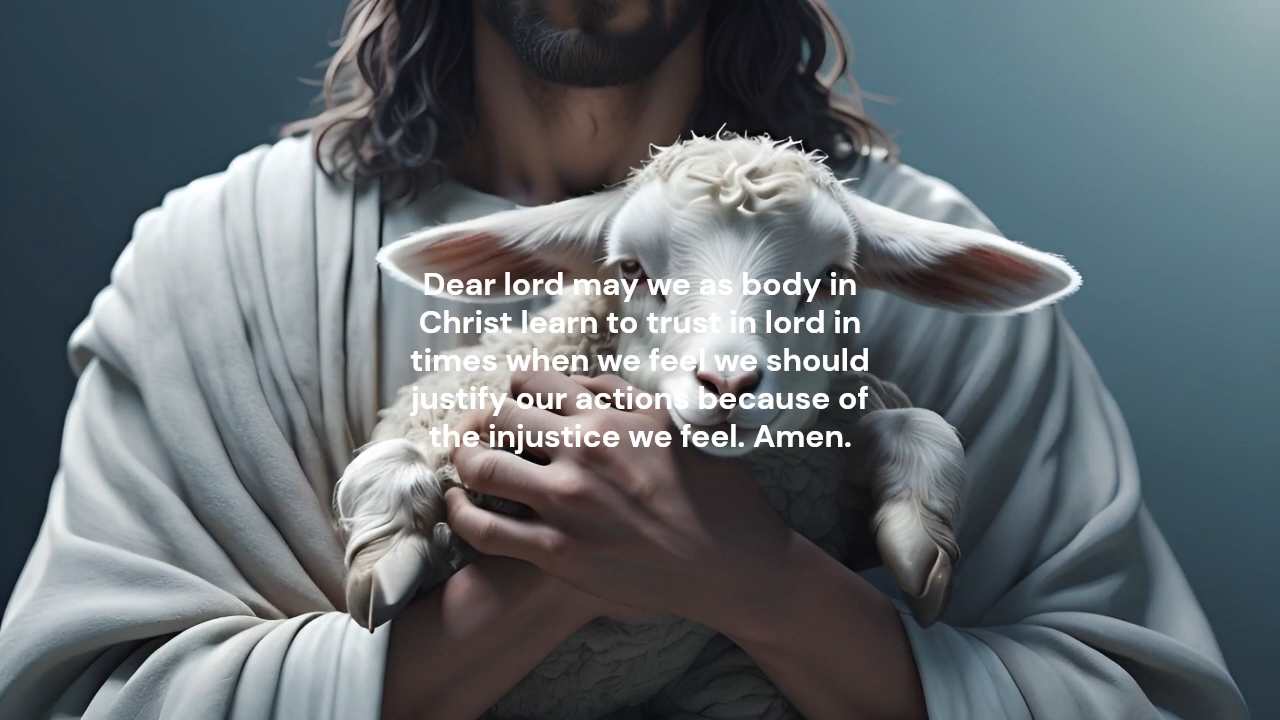 Dear lord may we as body in
Christ learn to trust in lord in
times when we feel we should
justify our actions because of
the injustice we feel. Amen.